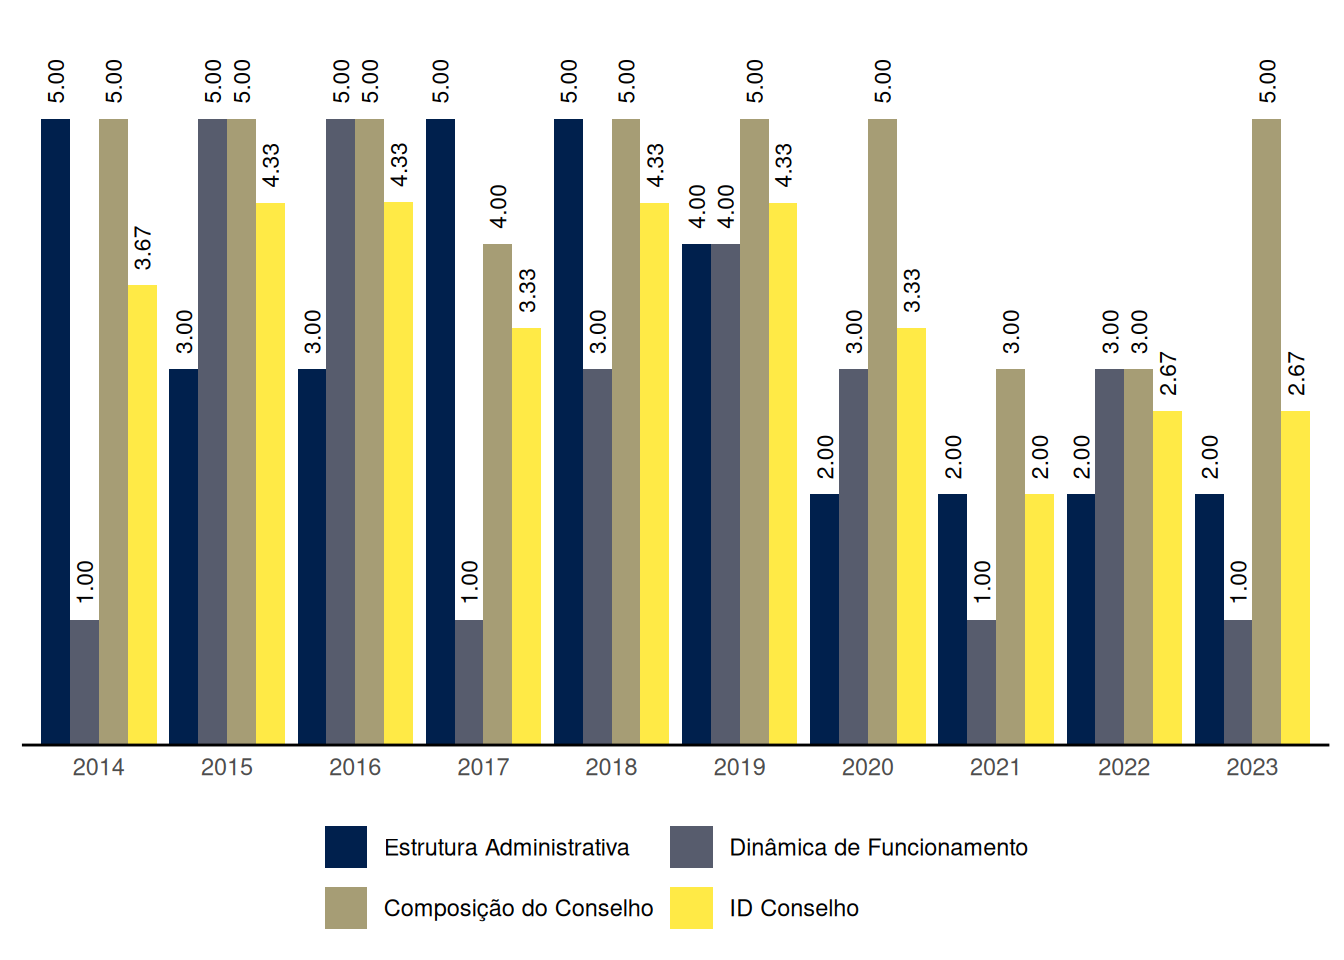 5.00 1.00 5.00 3.67
3.00 5.00 5.00 4.33
3.00 5.00 5.00 4.33
5.00 1.00 4.00 3.33
5.00 3.00 5.00 4.33
4.00 4.00 5.00 4.33
2.00 3.00 5.00 3.33
2.00 1.00 3.00 2.00
2.00 3.00 3.00 2.67
2.00 1.00 5.00 2.67
2014 2015 2016 2017 2018 2019 2020 2021 2022 2023
Estrutura Administrativa Dinâmica de Funcionamento
Composição do Conselho ID Conselho